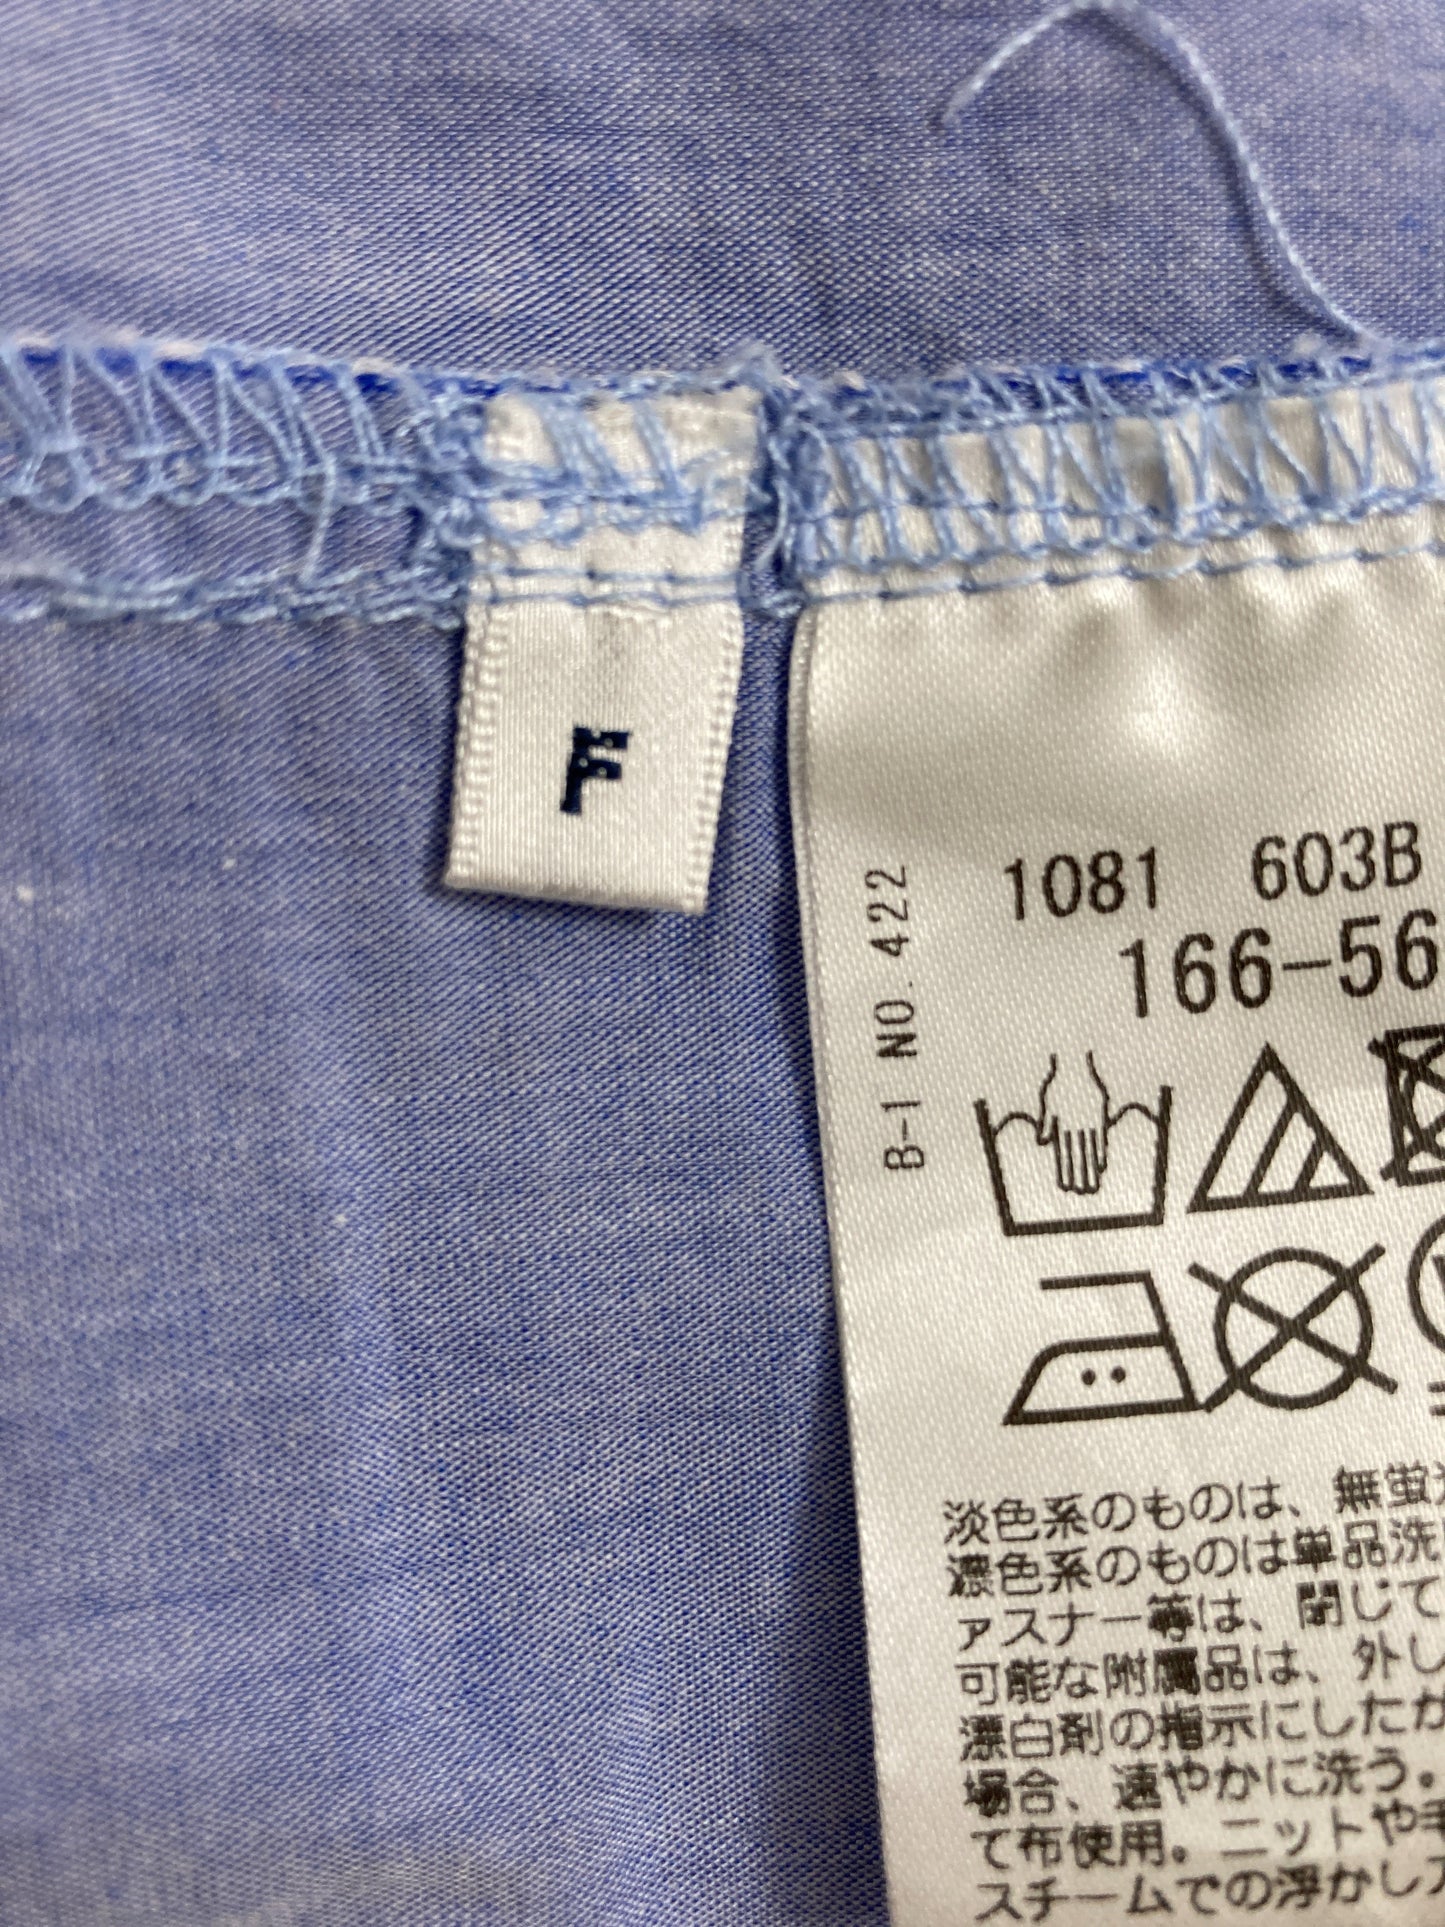 F
B-1 NO.422
1081 603B
166-56
淡色系のものは、無蛍
濃色系のものは単品洗
ァスナー等は、閉じて
可能な附属品は、外し
漂白剤の指示にしたが
場合、速やかに洗う。
て布使用。ニットや毛
スチームでの浮かし